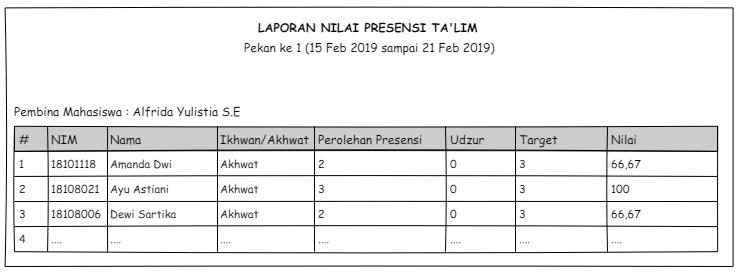 LAPORAN NILAI PRESENSI TA'LIM
Pekan ke 1 (15 Feb 2019 sampai 21 Feb 2019)
Pembina Mahasiswa : Alfrida Yulistia S.E
# NIM Nama Ikhwan/Akhwat Perolehan Presensi Udzur Target Nilai
1 18101118 Amanda Dwi Akhwat 2 0 3 66,67
2 18108021 Ayu Astiani Akhwat 3 0 3 100
3 18108006 Dewi Sartika Akhwat 2 0 3 66,67
4 .... .... .... .... .... .... ....